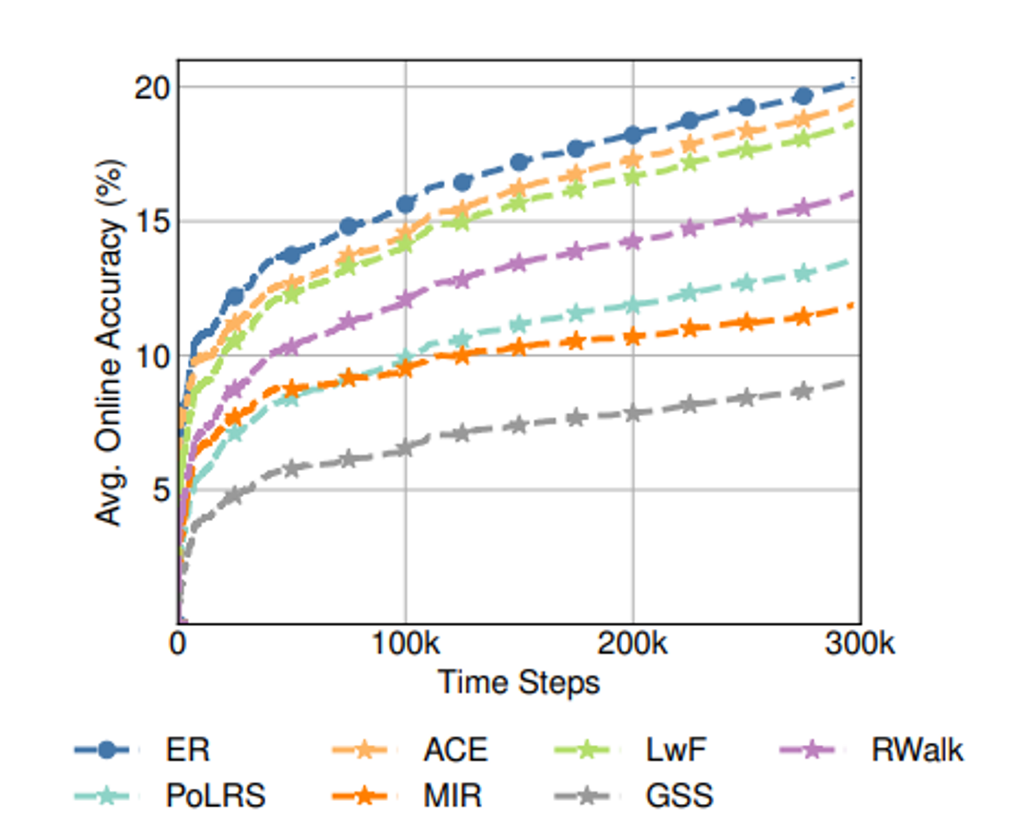 Avg. Online Accuracy (%)
20
15
10
5
0 100k 200k 300k
Time Steps
ER ACE LwF RWalk
PoLRS MIR GSS